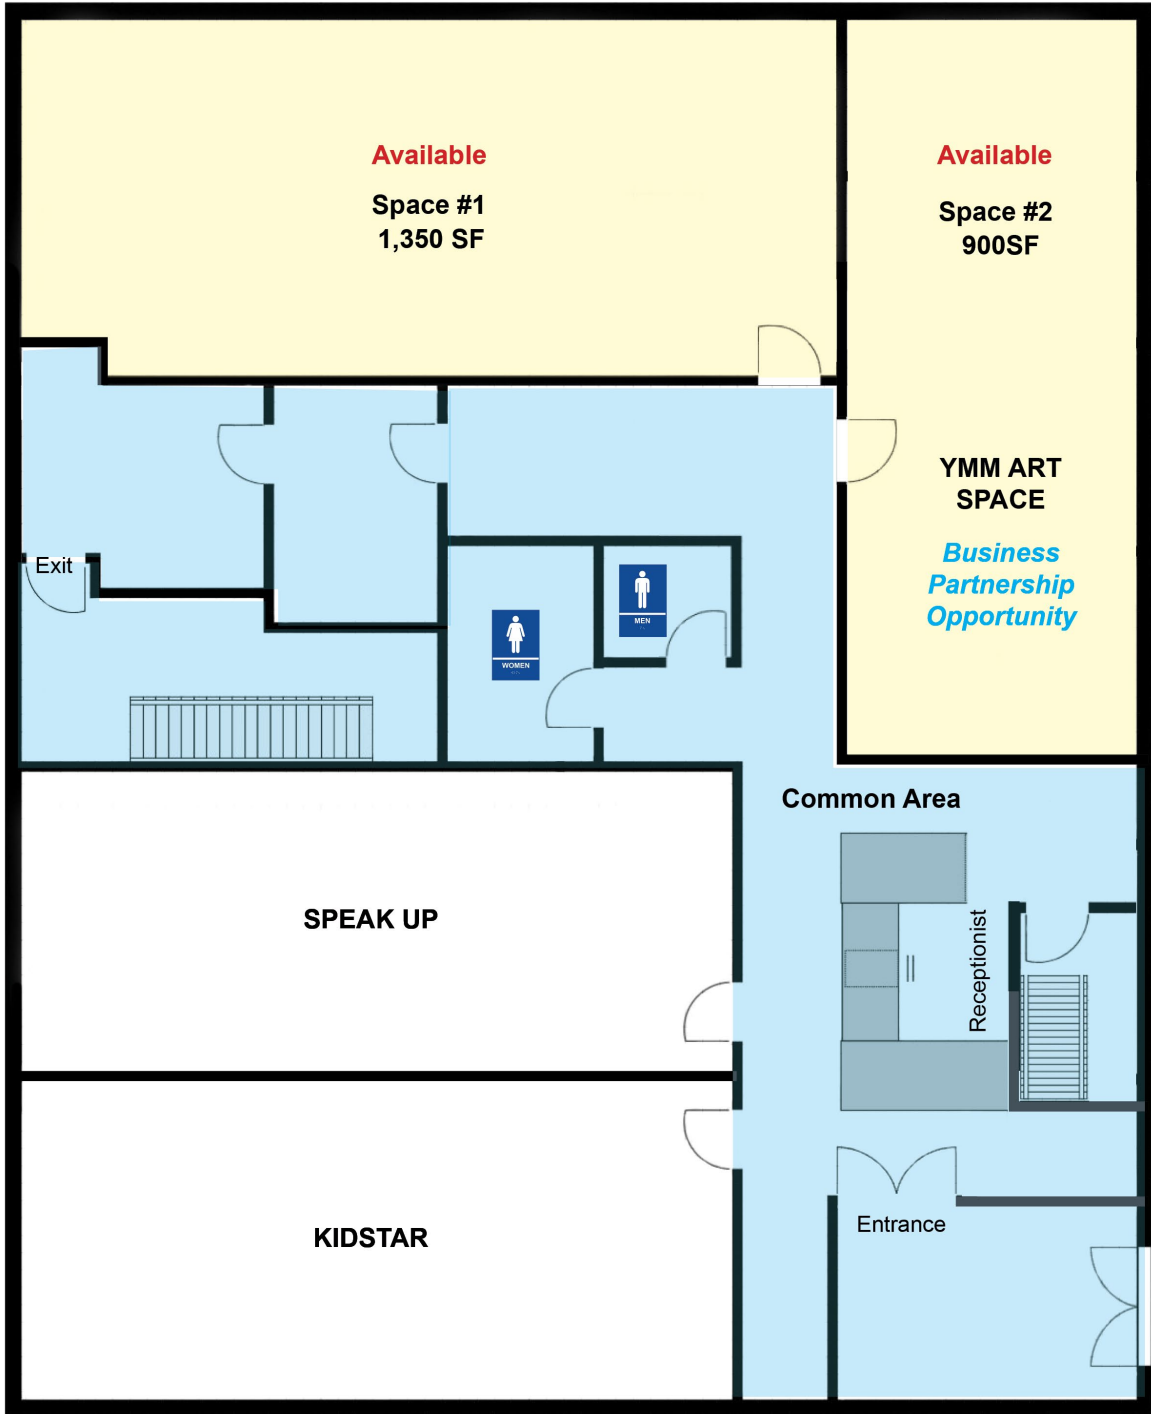 Available
Space #1
1,350 SF
Available
Space #2
900SF
YMM ART
SPACE
Business
Partnership
Opportunity
Exit
MEN
WOMEN
Common Area
SPEAK UP
Receptionist
KIDSTAR
Entrance